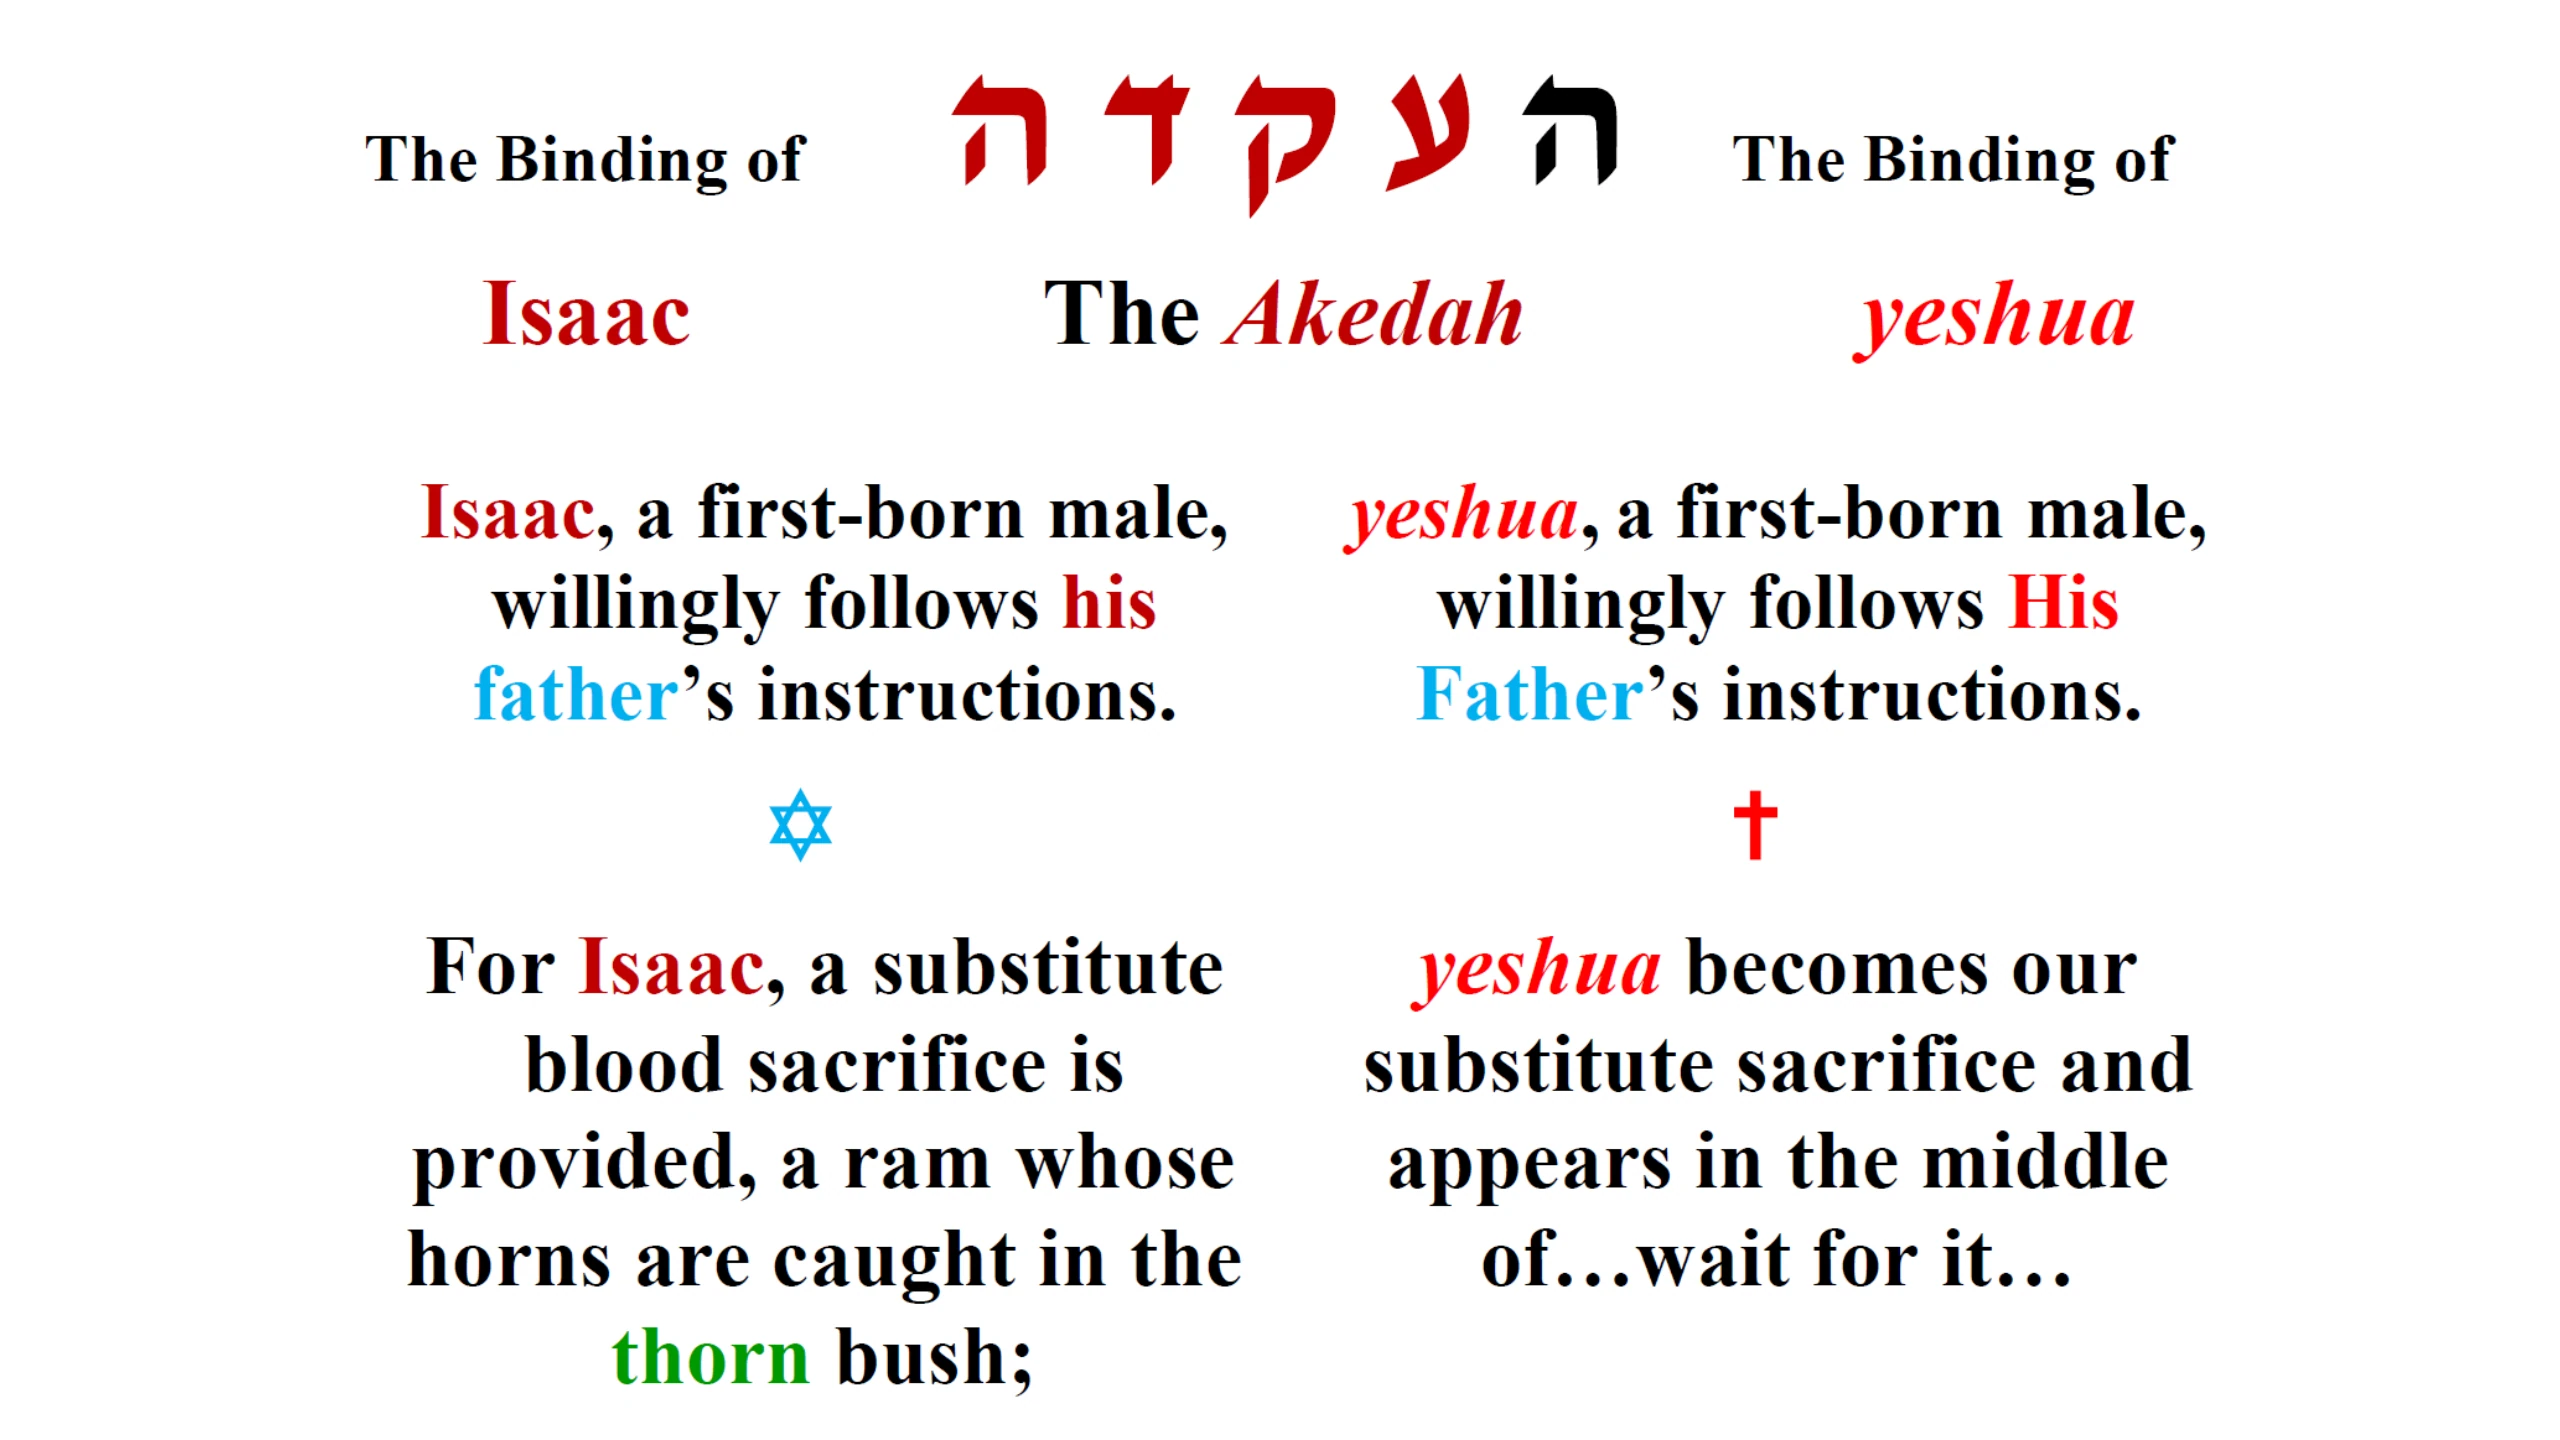 The Binding of
העקדה
The Binding of
Isaac
The Akedah
yeshua
Isaac, a first-born male,
willingly follows his
father’s instructions.
yeshua, a first-born male,
willingly follows His
Father’s instructions.
✡
✝
For Isaac, a substitute
blood sacrifice is
provided, a ram whose
horns are caught in the
thorn bush;
yeshua becomes our
substitute sacrifice and
appears in the middle
of…wait for it…